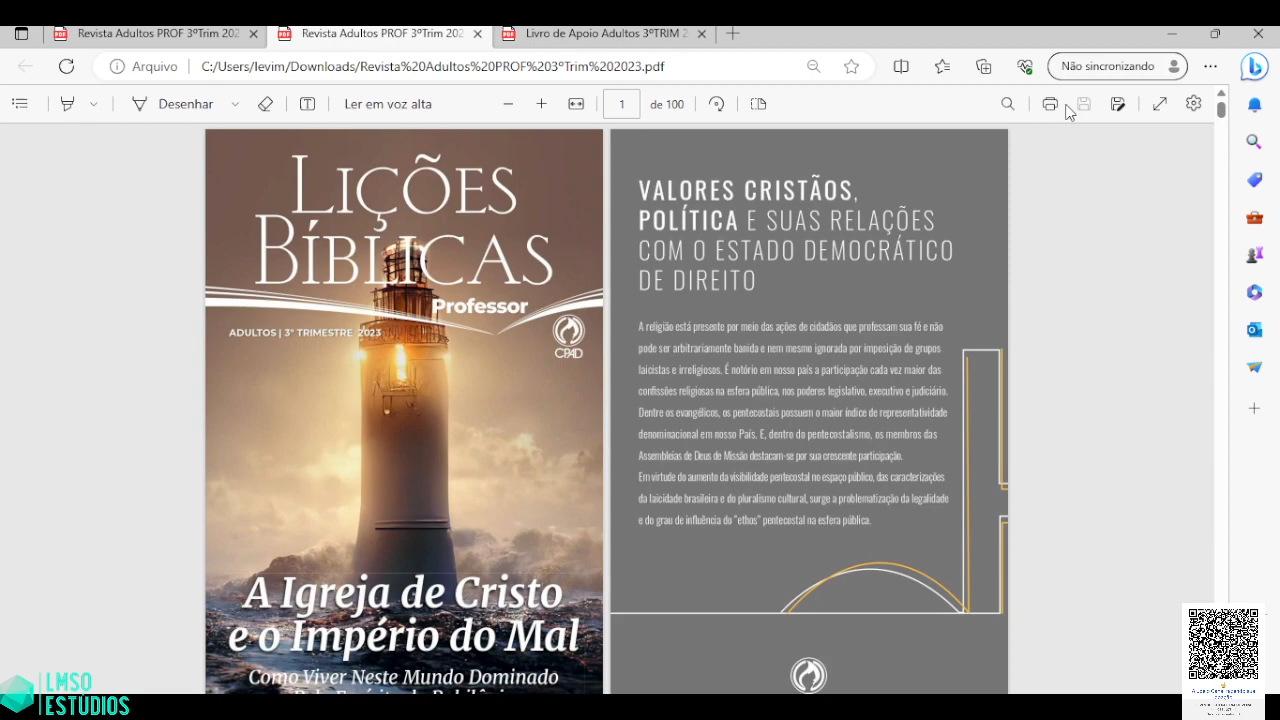 Revista Adultos PROF 3ºTrim 202
Revista Adultos PROF 3ºTrim 202
Livro de Apoio Adultos 3ºTRIM 2
Arquivo
C:/Users/levim/Downloads/Revista%20Adultos%20PROF%203ºTrim%202023.pdf
Não sincronizando
Desenhar
Ler em voz alta
1
de 100
LIÇÕES
BÍBLICAS
Professor
ADULTOS | 3º TRIMESTRE 2023
CPAD
A Igreja de Cristo
e o Império do Mal
Como Viver Neste Mundo Dominado
VALORES CRISTÃOS,
POLÍTICA E SUAS RELAÇÕES
COM O ESTADO DEMOCRÁTICO
DE DIREITO
A religião está presente por meio das ações de cidadãos que professam sua fé e não
pode ser arbitrariamente banida e nem mesmo ignorada por imposição de grupos
laicistas e irreligiosos. É notório em nosso país a participação cada vez maior das
confissões religiosas na esfera pública, nos poderes legislativo, executivo e judiciário.
Dentre os evangélicos, os pentecostais possuem o maior índice de representatividade
denominacional em nosso País. E, dentro do pentecostalismo, os membros das
Assembleias de Deus de Missão destacam-se por sua crescente participação.
Em virtude do aumento da visibilidade pentecostal no espaço público, das caracterizações
da laicidade brasileira e do pluralismo cultural, surge a problematização da legalidade
e do grau de influência do "ethos" pentecostal na esfera pública.
LMSO
ESTUDIOS